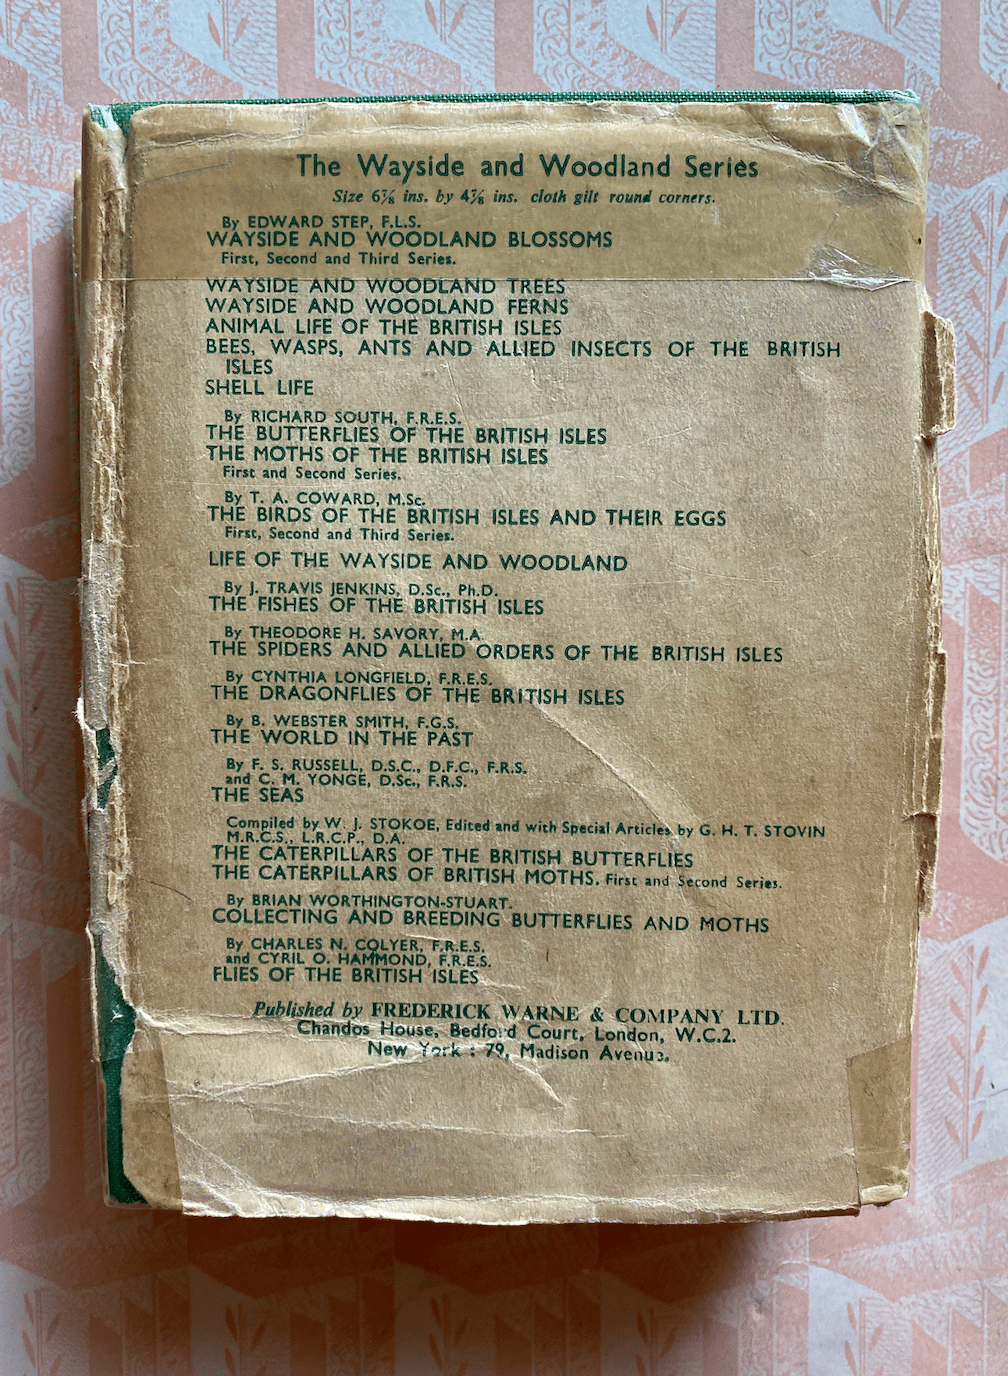 The Wayside and Woodland Series
Size 6⅞ ins. by 4⅞ ins. cloth gilt round corners.
By EDWARD STEP, F.L.S.
WAYSIDE AND WOODLAND BLOSSOMS
First, Second and Third Series.
WAYSIDE AND WOODLAND TREES
WAYSIDE AND WOODLAND FERNS
ANIMAL LIFE OF THE BRITISH ISLES
BEES, WASPS, ANTS AND ALLIED INSECTS OF THE BRITISH
ISLES
SHELL LIFE
By RICHARD SOUTH, F.R.E.S.
THE BUTTERFLIES OF THE BRITISH ISLES
THE MOTHS OF THE BRITISH ISLES
First and Second Series.
By T. A. COWARD, M.Sc.
THE BIRDS OF THE BRITISH ISLES AND THEIR EGGS
First, Second and Third Series.
LIFE OF THE WAYSIDE AND WOODLAND
By J. TRAVIS JENKINS, D.Sc., Ph.D.
THE FISHES OF THE BRITISH ISLES
By THEODORE H. SAVORY, M.A.
THE SPIDERS AND ALLIED ORDERS OF THE BRITISH ISLES
By CYNTHIA LONGFIELD, F.R.E.S.
THE DRAGONFLIES OF THE BRITISH ISLES
By B. WEBSTER SMITH, F.G.S.
THE WORLD IN THE PAST
By F. S. RUSSELL, D.S.C., D.F.C., F.R.S.
and C. M. YONGE, D.Sc., F.R.S.
THE SEAS
Compiled by W. J. STOKOE, Edited and with Special Articles by G. H. T. STOVIN
M.R.C.S., L.R.C.P., D.A.
THE CATERPILLARS OF THE BRITISH BUTTERFLIES
THE CATERPILLARS OF BRITISH MOTHS. First and Second Series.
By BRIAN WORTHINGTON-STUART.
COLLECTING AND BREEDING BUTTERFLIES AND MOTHS
By CHARLES N. COLYER, F.R.E.S.
and CYRIL O. HAMMOND, F.R.E.S.
FLIES OF THE BRITISH ISLES
Published by FREDERICK WARNE & COMPANY LTD.
Chandos House, Bedford Court, London, W.C.2.
New York : 79, Madison Avenue.